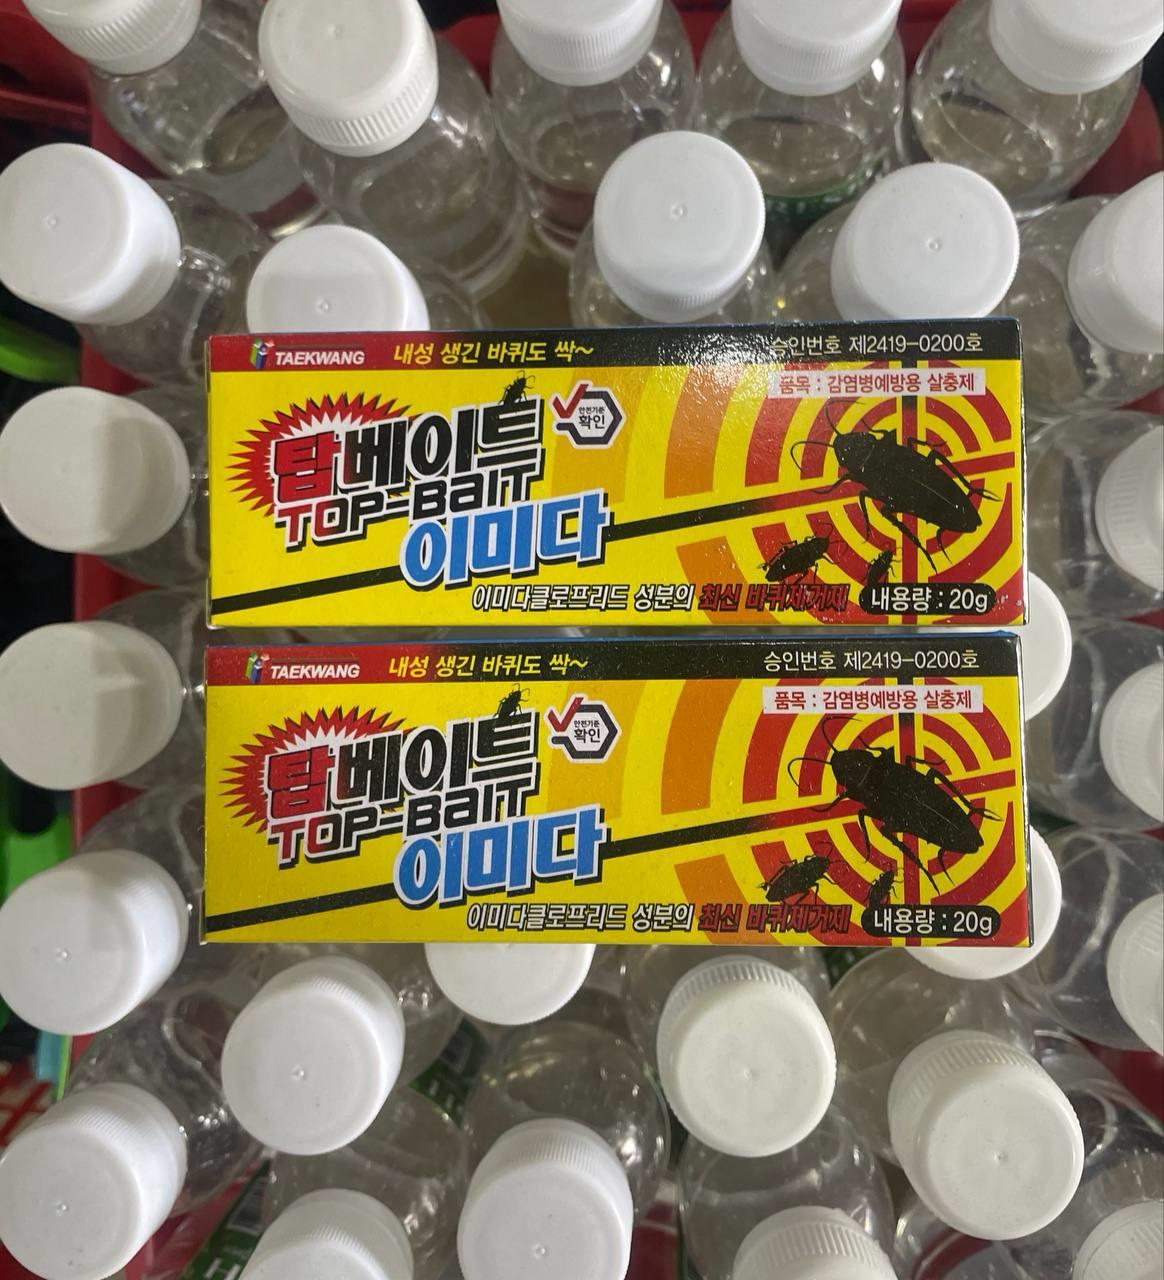 TAEKWANG 내성 생긴 바퀴도 싹~ 승인번호 제2419-0200호
품목 : 감염병예방용 살충제
안전기준
확인
탑베이트
TOP-BaiT
이미다
이미다클로프리드 성분의 최신 바퀴제거제 내용량 : 20g
TAEKWANG 내성 생긴 바퀴도 싹~ 승인번호 제2419-0200호
품목 : 감염병예방용 살충제
안전기준
확인
탑베이트
TOP-BaiT
이미다
이미다클로프리드 성분의 최신 바퀴제거제 내용량 : 20g